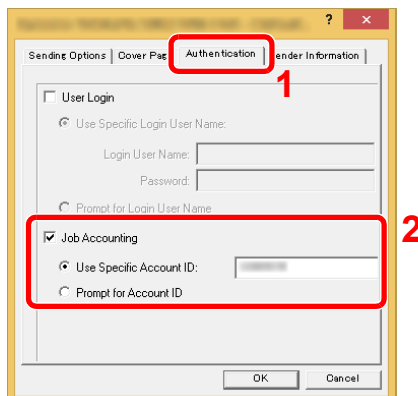 ? ×
Sending Options Cover Pag Authentication ender Information
1
User Login
Use Specific Login User Name:
Login User Name:
Password:
Prompt for Login User Name
2
Job Accounting
Use Specific Account ID:
Prompt for Account ID
OK Cancel